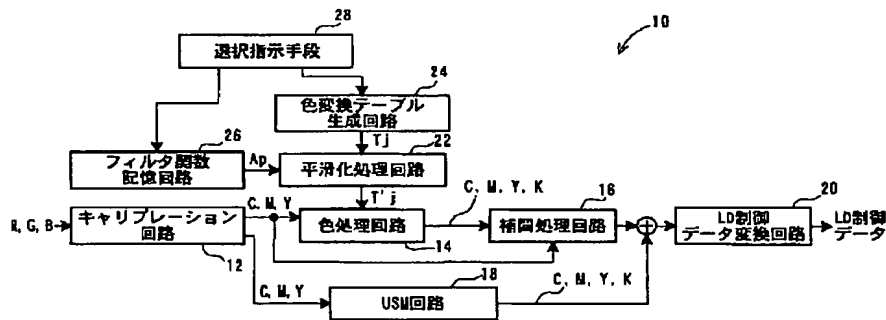 28
10
選択指示手段
24
色変換テーブル
生成回路
26
Tj
22
フィルタ関数
記憶回路
Ap
平滑化処理回路
C, M, Y
T'j
C, M, Y, K
16
20
R, G, B
キャリブレーション
回路
色処理回路
補間処理回路
LD制御
データ変換回路
LD制御
データ
12
14
18
C, M, Y
USM回路
C, M, Y, K